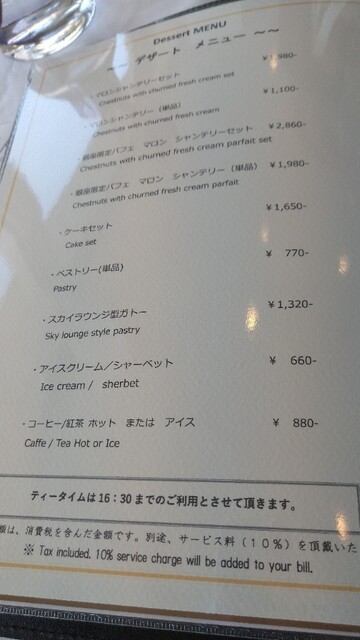 Dessert MENU
～～ デザート メニュー ～～
・マロンシャンテリーセット ¥1,980-
Chestnuts with churned fresh cream set
・マロンシャンテリー（単品） ¥1,100-
Chestnuts with churned fresh cream
・銀座限定パフェ マロン シャンテリーセット ¥2,860-
Chestnuts with churned fresh cream parfait set
・銀座限定パフェ マロン シャンテリー（単品） ¥1,980-
Chestnuts with churned fresh cream parfait
・ケーキセット ¥1,650-
Cake set
・ペストリー(単品) ¥ 770-
Pastry
・スカイラウンジ型ガトー ¥1,320-
Sky lounge style pastry
・アイスクリーム／シャーベット ¥ 660-
Ice cream / sherbet
・コーヒー/紅茶 ホット または アイス ¥ 880-
Caffe / Tea Hot or Ice
ティータイムは16：30までのご利用とさせて頂きます。
額は、消費税を含んだ金額です。別途、サービス料（10％）を頂戴いた
※ Tax included. 10% service charge will be added to your bill.